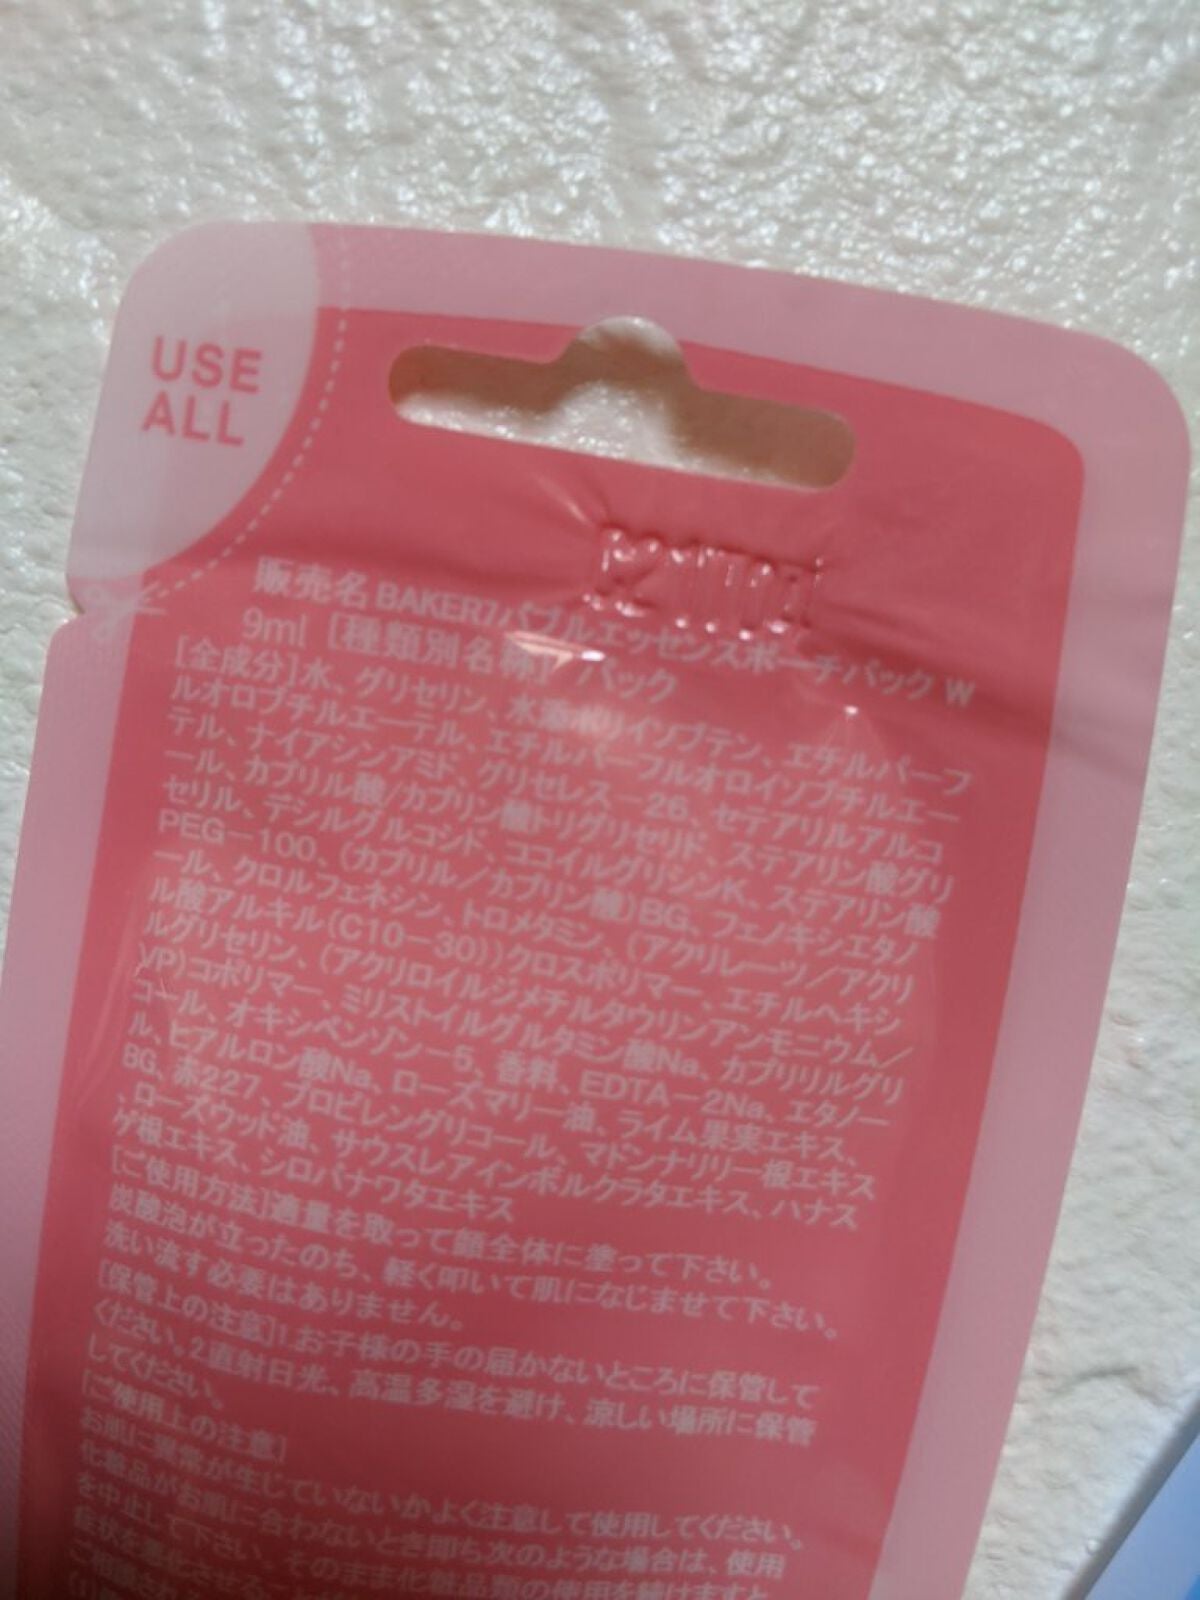 USE
ALL
販売名 BAKER7バブルエッセンスポーチパック W
9ml [種類別名称] パック
[全成分]水、グリセリン、水添ポリイソブテン、エチルパーフ
ルオロブチルエーテル、エチルパーフルオロイソブチルエー
テル、ナイアシンアミド、グリセレス-26、セテアリルアルコ
ール、カプリル酸/カプリン酸トリグリセリド、ステアリン酸グリ
セリル、デシルグルコシド、ココイルグリシンK、ステアリン酸
PEG-100、(カプリル/カプリン酸)BG、フェノキシエタノ
ール、クロルフェネシン、トロメタミン、(アクリレーツ/アクリ
ル酸アルキル(C10-30))クロスポリマー、エチルヘキシ
ルグリセリン、(アクリロイルジメチルタウリンアンモニウム/
VP)コポリマー、ミリストイルグルタミン酸Na、カプリリルグリ
コール、オキシベンゾン-5、香料、EDTA-2Na、エタノー
ル、ヒアルロン酸Na、ローズマリー油、ライム果実エキス、
BG、赤227、プロピレングリコール、マドンナリリー根エキス
、ローズウッド油、サウスレアインボルクラタエキス、ハナス
ゲ根エキス、シロバナワタエキス
[ご使用方法]適量を取って顔全体に塗って下さい。
炭酸泡が立ったのち、軽く叩いて肌になじませて下さい。
洗い流す必要はありません。
[保管上の注意]1.お子様の手の届かないところに保管して
ください。2直射日光、高温多湿を避け、涼しい場所に保管
してください。
[ご使用上の注意]
お肌に異常が生じていないかよく注意して使用してください。
化粧品がお肌に合わないとき即ち次のような場合は、使用
を中止して下さい。そのまま化粧品類の使用を続けますと
症状を悪化させる